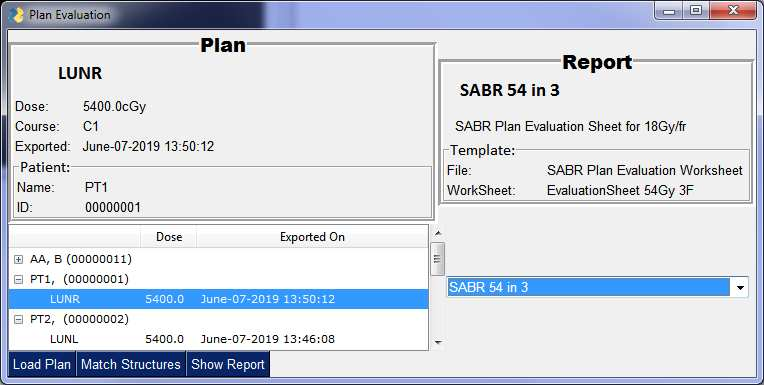 Plan Evaluation
Plan
LUNR
Dose: 5400.0cGy
Course: C1
Exported: June-07-2019 13:50:12
Patient:
Name: PT1
ID: 00000001
Report
SABR 54 in 3
SABR Plan Evaluation Sheet for 18Gy/fr
Template:
File: SABR Plan Evaluation Worksheet
WorkSheet: EvaluationSheet 54Gy 3F
Dose Exported On
AA, B (00000011)
PT1, (00000001)
LUNR 5400.0 June-07-2019 13:50:12
PT2, (00000002)
LUNL 5400.0 June-07-2019 13:46:08
SABR 54 in 3
Load Plan Match Structures Show Report